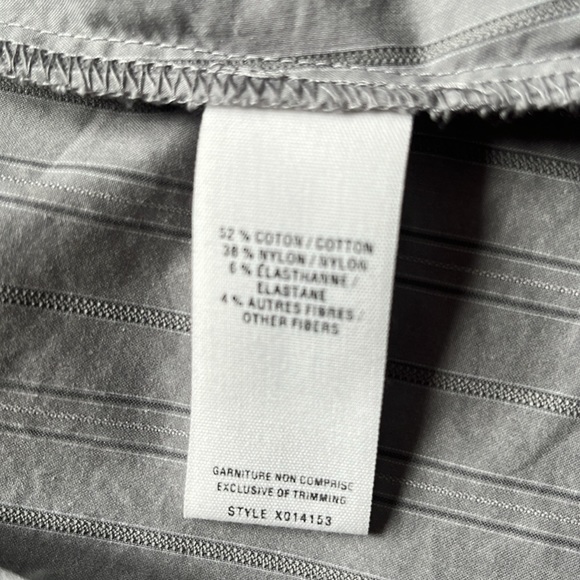 52 % COTON / COTTON
38 % NYLON / NYLON
6 % ÉLASTHANNE /
ELASTANE
4 % AUTRES FIBRES /
OTHER FIBERS
GARNITURE NON COMPRISE
EXCLUSIVE OF TRIMMING
STYLE X014153